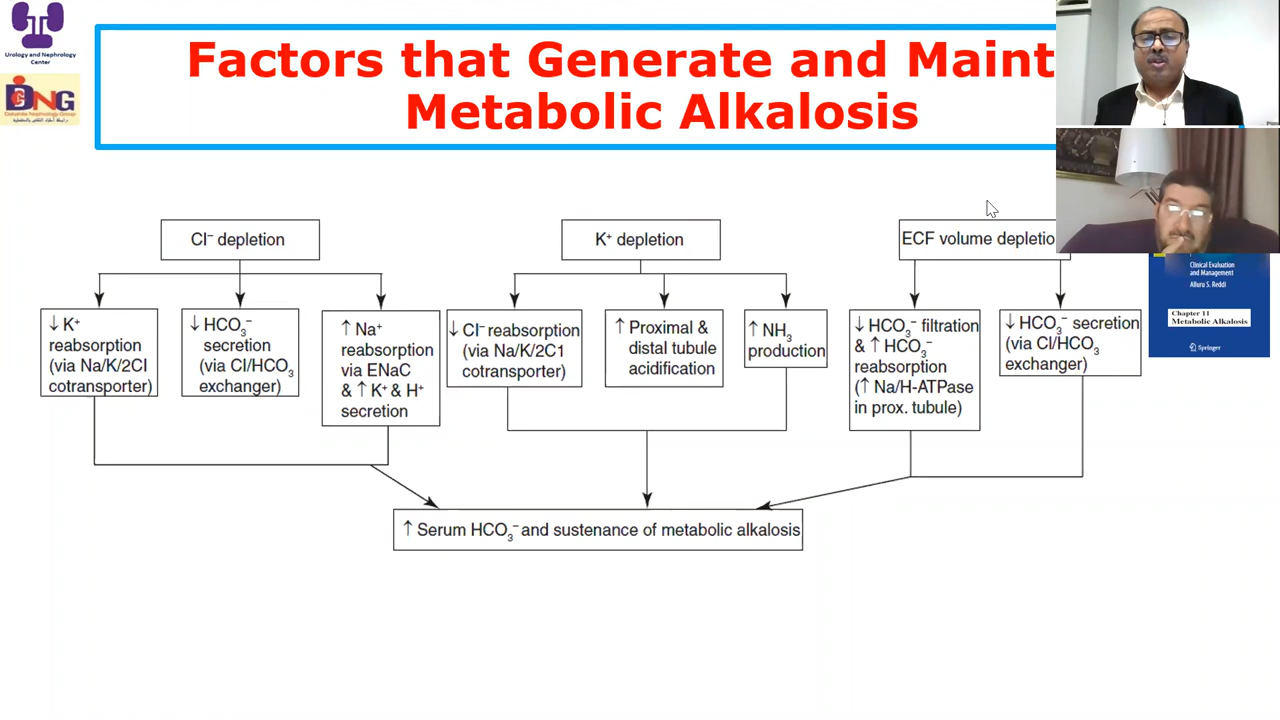 Urology and Nephrology
Center
DNG
Dakahlia Nephrology Group
Factors that Generate and Maint
Metabolic Alkalosis
Cl⁻ depletion
K⁺ depletion
ECF volume depletio
↓ K⁺
reabsorption
(via Na/K/2Cl
cotransporter)
↓ HCO₃⁻
secretion
(via Cl/HCO₃
exchanger)
↑ Na⁺
reabsorption
via ENaC
& ↑ K⁺ & H⁺
secretion
↓ Cl⁻ reabsorption
(via Na/K/2C1
cotransporter)
↑ Proximal &
distal tubule
acidification
↑ NH₃
production
↓ HCO₃⁻ filtration
& ↑ HCO₃⁻
reabsorption
(↑ Na/H-ATPase
in prox. tubule)
↓ HCO₃⁻ secretion
(via Cl/HCO₃
exchanger)
↑ Serum HCO₃⁻ and sustenance of metabolic alkalosis
Clinical Evaluation
and Management
Alluru S. Reddi
Chapter 11
Metabolic Alkalosis
Springer